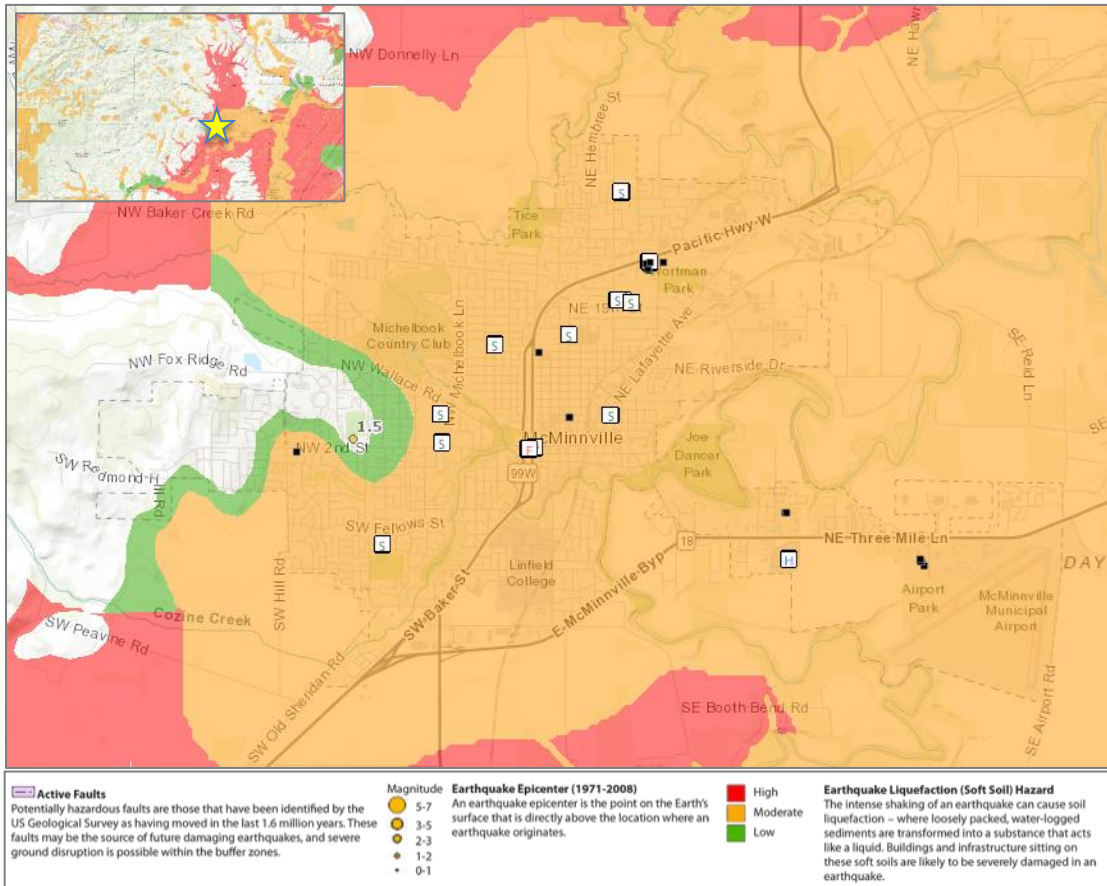 NW Donnelly Ln
NE Hawn
NE Hembree St
NW Baker Creek Rd
S
Tice
Park
Pacific Hwy-W
Wortman
Park
NE 19th St
S
S
Michelbook
Country Club
NW Michelbook Ln
S
S
NE Lafayette Ave
SE Reid Ln
NW Fox Ridge Rd
NW Wallace Rd
NE Riverside Dr
S
S
1.5
NW 2nd St
S
F
McMinnville
Joe
Dancer
Park
SE
SW Redmond Hill Rd
99W
SW Fellows St
S
18
NE Three Mile Ln
H
DAY
Linfield
College
Airport
Park
McMinnville
Municipal
Airport
SW Hill Rd
SW Baker St
E McMinnville Byp
Cozine Creek
SW Peavine Rd
SW Old Sheridan Rd
SE Booth Bend Rd
SE Airport Rd
Active Faults
Potentially hazardous faults are those that have been identified by the
US Geological Survey as having moved in the last 1.6 million years. These
faults may be the source of future damaging earthquakes, and severe
ground disruption is possible within the buffer zones.
Magnitude
5-7
3-5
2-3
1-2
0-1
Earthquake Epicenter (1971-2008)
An earthquake epicenter is the point on the Earth's
surface that is directly above the location where an
earthquake originates.
High
Moderate
Low
Earthquake Liquefaction (Soft Soil) Hazard
The intense shaking of an earthquake can cause soil
liquefaction – where loosely packed, water-logged
sediments are transformed into a substance that acts
like a liquid. Buildings and infrastructure sitting on
these soft soils are likely to be severely damaged in an
earthquake.